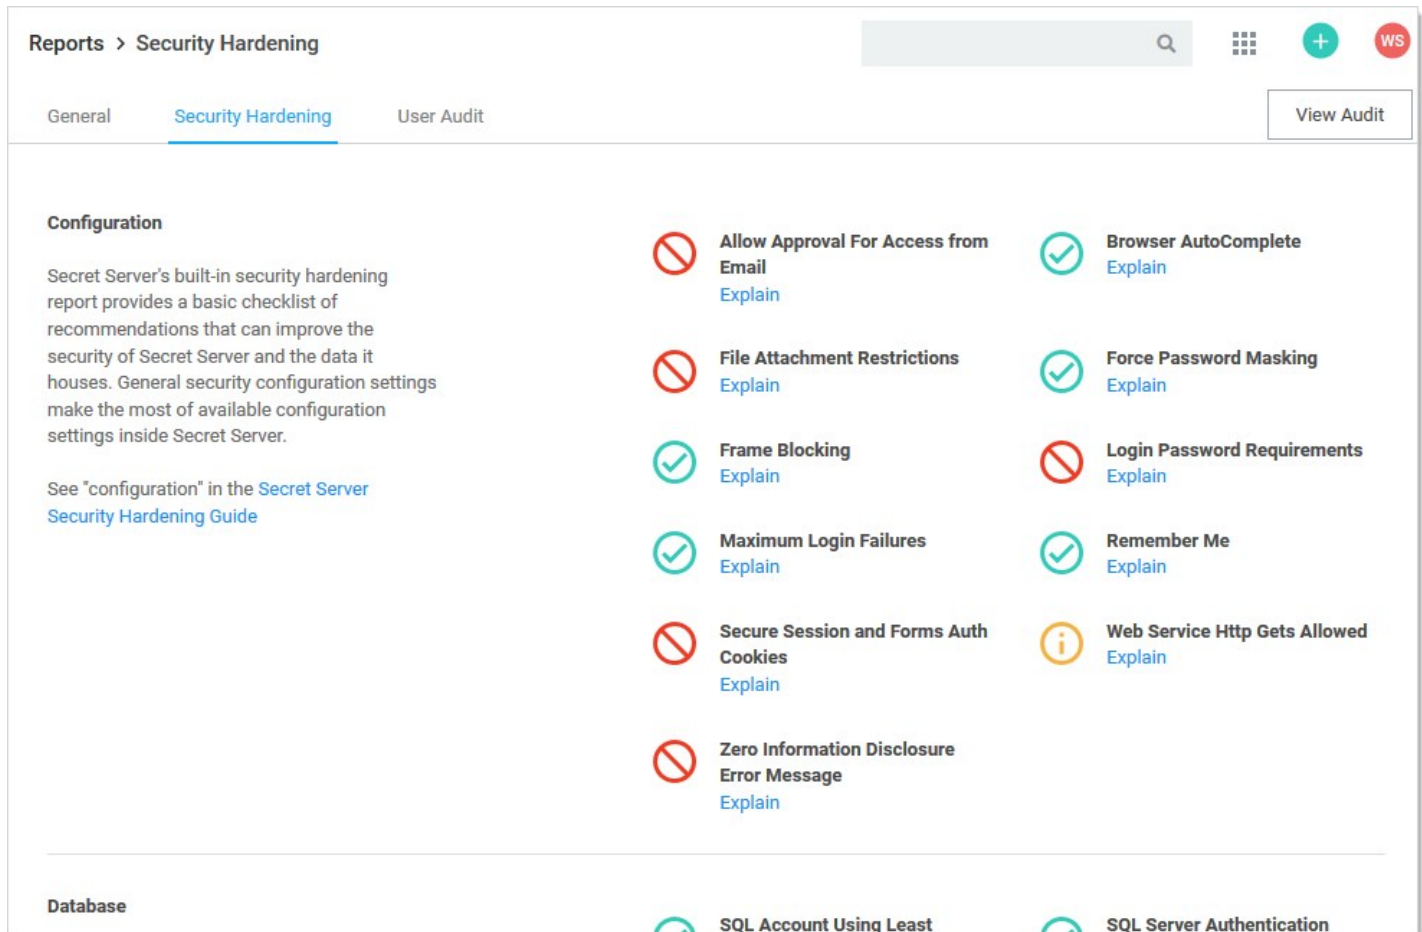 Reports > Security Hardening
WS
General
Security Hardening
User Audit
View Audit
Configuration
Secret Server's built-in security hardening
report provides a basic checklist of
recommendations that can improve the
security of Secret Server and the data it
houses. General security configuration settings
make the most of available configuration
settings inside Secret Server.
See "configuration" in the Secret Server
Security Hardening Guide
Allow Approval For Access from
Email
Explain
Browser AutoComplete
Explain
File Attachment Restrictions
Explain
Force Password Masking
Explain
Frame Blocking
Explain
Login Password Requirements
Explain
Maximum Login Failures
Explain
Remember Me
Explain
Secure Session and Forms Auth
Cookies
Explain
Web Service Http Gets Allowed
Explain
Zero Information Disclosure
Error Message
Explain
Database
SQL Account Using Least
SQL Server Authentication